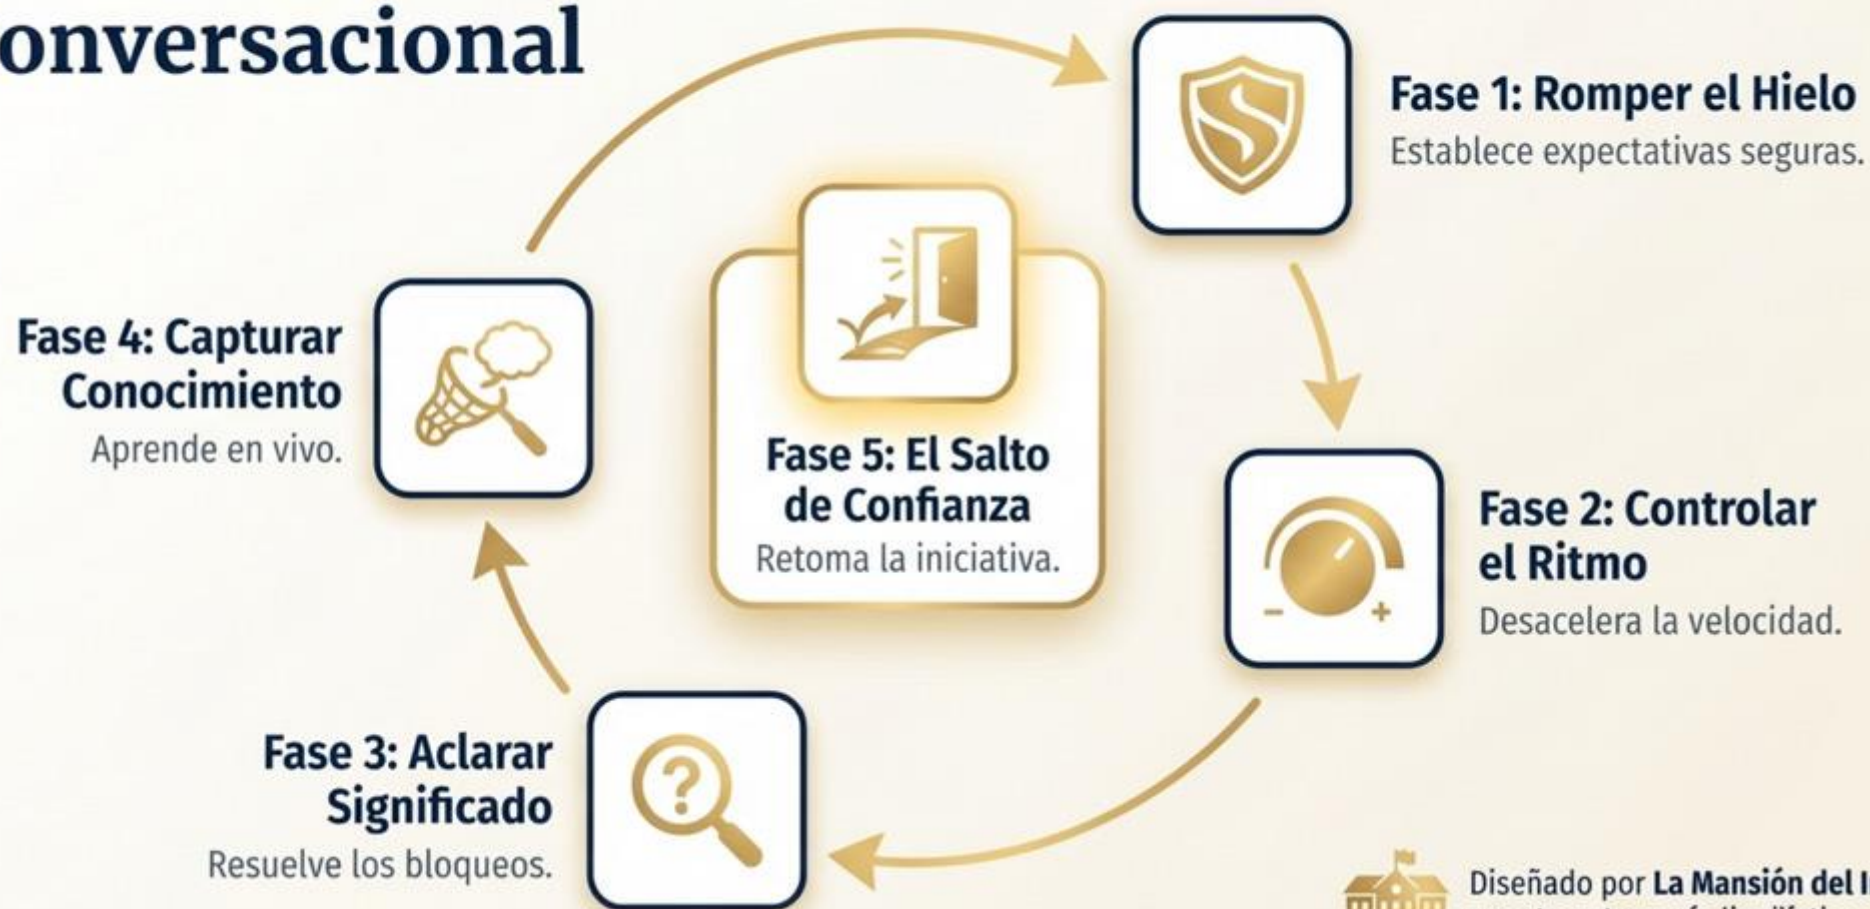 onversacional
Fase 1: Romper el Hielo
Establece expectativas seguras.
Fase 2: Controlar
el Ritmo
Desacelera la velocidad.
Fase 3: Aclarar
Significado
Resuelve los bloqueos.
Fase 4: Capturar
Conocimiento
Aprende en vivo.
Fase 5: El Salto
de Confianza
Retoma la iniciativa.
Diseñado por La Mansión del